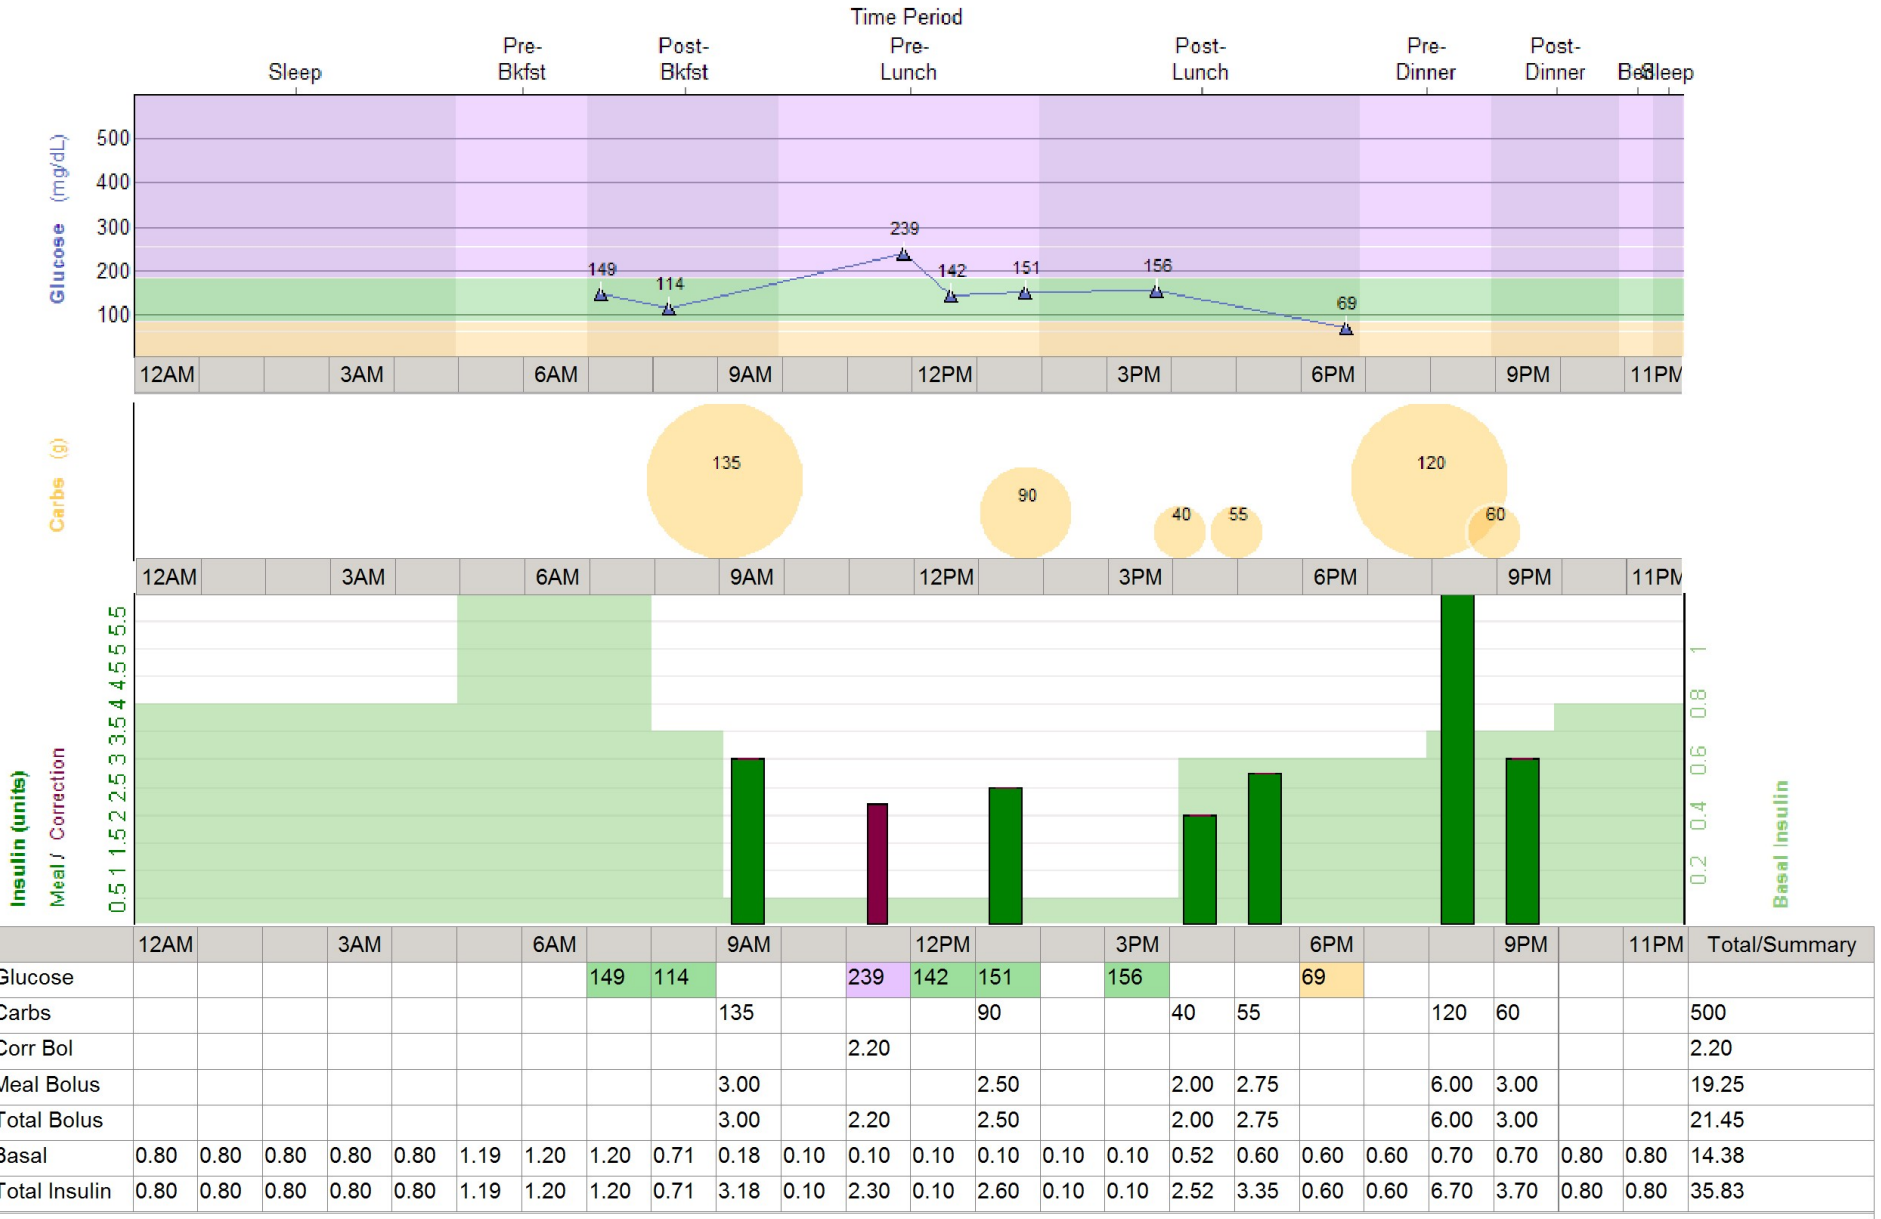 Time Period
Sleep
Pre-
Bkfst
Post-
Bkfst
Pre-
Lunch
Post-
Lunch
Pre-
Dinner
Post-
Dinner
Bed
Sleep
Glucose (mg/dL)
500
400
300
200
100
149
114
239
142
151
156
69
12AM 3AM 6AM 9AM 12PM 3PM 6PM 9PM 11PM
Carbs (g)
135
90
40
55
120
60
12AM 3AM 6AM 9AM 12PM 3PM 6PM 9PM 11PM
Insulin (units)
Meal / Correction
0.5 1 1.5 2 2.5 3 3.5 4 4.5 5 5.5
0.2 0.4 0.6 0.8 1
Basal Insulin
12AM 3AM 6AM 9AM 12PM 3PM 6PM 9PM 11PM Total/Summary
Glucose 149 114 239 142 151 156 69
Carbs 135 90 40 55 120 60 500
Corr Bol 2.20 2.20
Meal Bolus 3.00 2.50 2.00 2.75 6.00 3.00 19.25
Total Bolus 3.00 2.20 2.50 2.00 2.75 6.00 3.00 21.45
Basal 0.80 0.80 0.80 0.80 0.80 1.19 1.20 1.20 0.71 0.18 0.10 0.10 0.10 0.10 0.10 0.10 0.52 0.60 0.60 0.60 0.70 0.70 0.80 0.80 14.38
Total Insulin 0.80 0.80 0.80 0.80 0.80 1.19 1.20 1.20 0.71 3.18 0.10 2.30 0.10 2.60 0.10 0.10 2.52 3.35 0.60 0.60 6.70 3.70 0.80 0.80 35.83